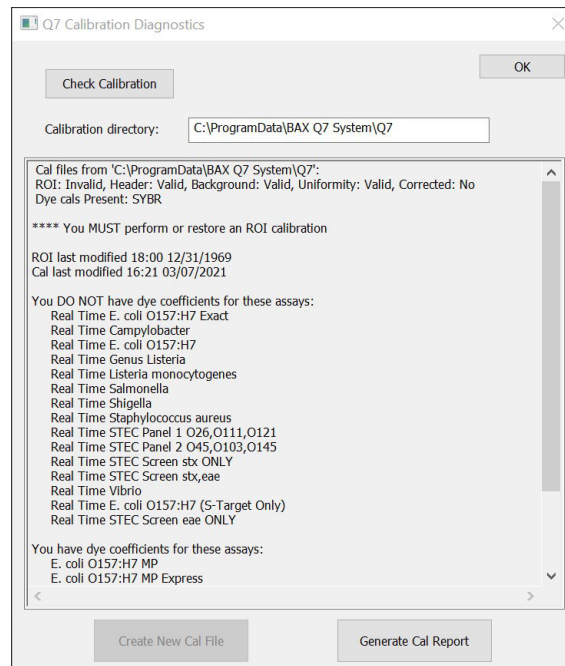 Q7 Calibration Diagnostics
OK
Check Calibration
Calibration directory:
C:\ProgramData\BAX Q7 System\Q7
Cal files from 'C:\ProgramData\BAX Q7 System\Q7':
ROI: Invalid, Header: Valid, Background: Valid, Uniformity: Valid, Corrected: No
Dye cals Present: SYBR
**** You MUST perform or restore an ROI calibration
ROI last modified 18:00 12/31/1969
Cal last modified 16:21 03/07/2021
You DO NOT have dye coefficients for these assays:
Real Time E. coli O157:H7 Exact
Real Time Campylobacter
Real Time E. coli O157:H7
Real Time Genus Listeria
Real Time Listeria monocytogenes
Real Time Salmonella
Real Time Shigella
Real Time Staphylococcus aureus
Real Time STEC Panel 1 O26,O111,O121
Real Time STEC Panel 2 O45,O103,O145
Real Time STEC Screen stx ONLY
Real Time STEC Screen stx,eae
Real Time Vibrio
Real Time E. coli O157:H7 (S-Target Only)
Real Time STEC Screen eae ONLY
You have dye coefficients for these assays:
E. coli O157:H7 MP
E. coli O157:H7 MP Express
Create New Cal File
Generate Cal Report